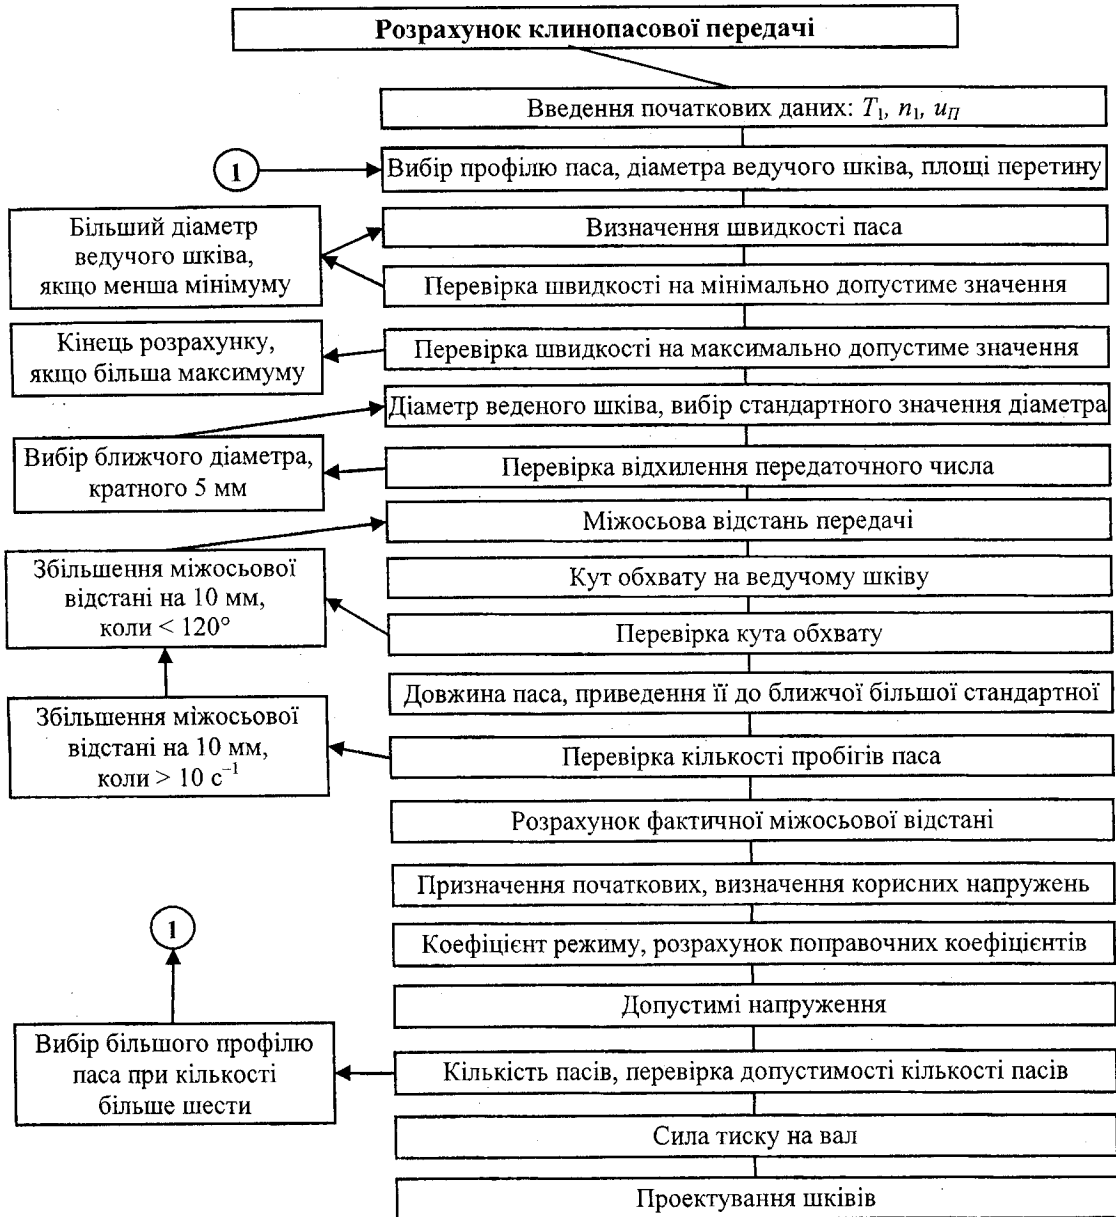 Розрахунок клинопасової передачі
Введення початкових даних: T₁, n₁, uП
1
Вибір профілю паса, діаметра ведучого шківа, площі перетину
Більший діаметр
ведучого шківа,
якщо менша мінімуму
Визначення швидкості паса
Перевірка швидкості на мінімально допустиме значення
Кінець розрахунку,
якщо більша максимуму
Перевірка швидкості на максимально допустиме значення
Діаметр веденого шківа, вибір стандартного значення діаметра
Вибір ближчого діаметра,
кратного 5 мм
Перевірка відхилення передаточного числа
Міжосьова відстань передачі
Збільшення міжосьової
відстані на 10 мм,
коли < 120°
Кут обхвату на ведучому шківу
Перевірка кута обхвату
Довжина паса, приведення її до ближчої більшої стандартної
Збільшення міжосьової
відстані на 10 мм,
коли > 10 с⁻¹
Перевірка кількості пробігів паса
Розрахунок фактичної міжосьової відстані
Призначення початкових, визначення корисних напружень
1
Коефіцієнт режиму, розрахунок поправочних коефіцієнтів
Допустимі напруження
Вибір більшого профілю
паса при кількості
більше шести
Кількість пасів, перевірка допустимості кількості пасів
Сила тиску на вал
Проектування шківів